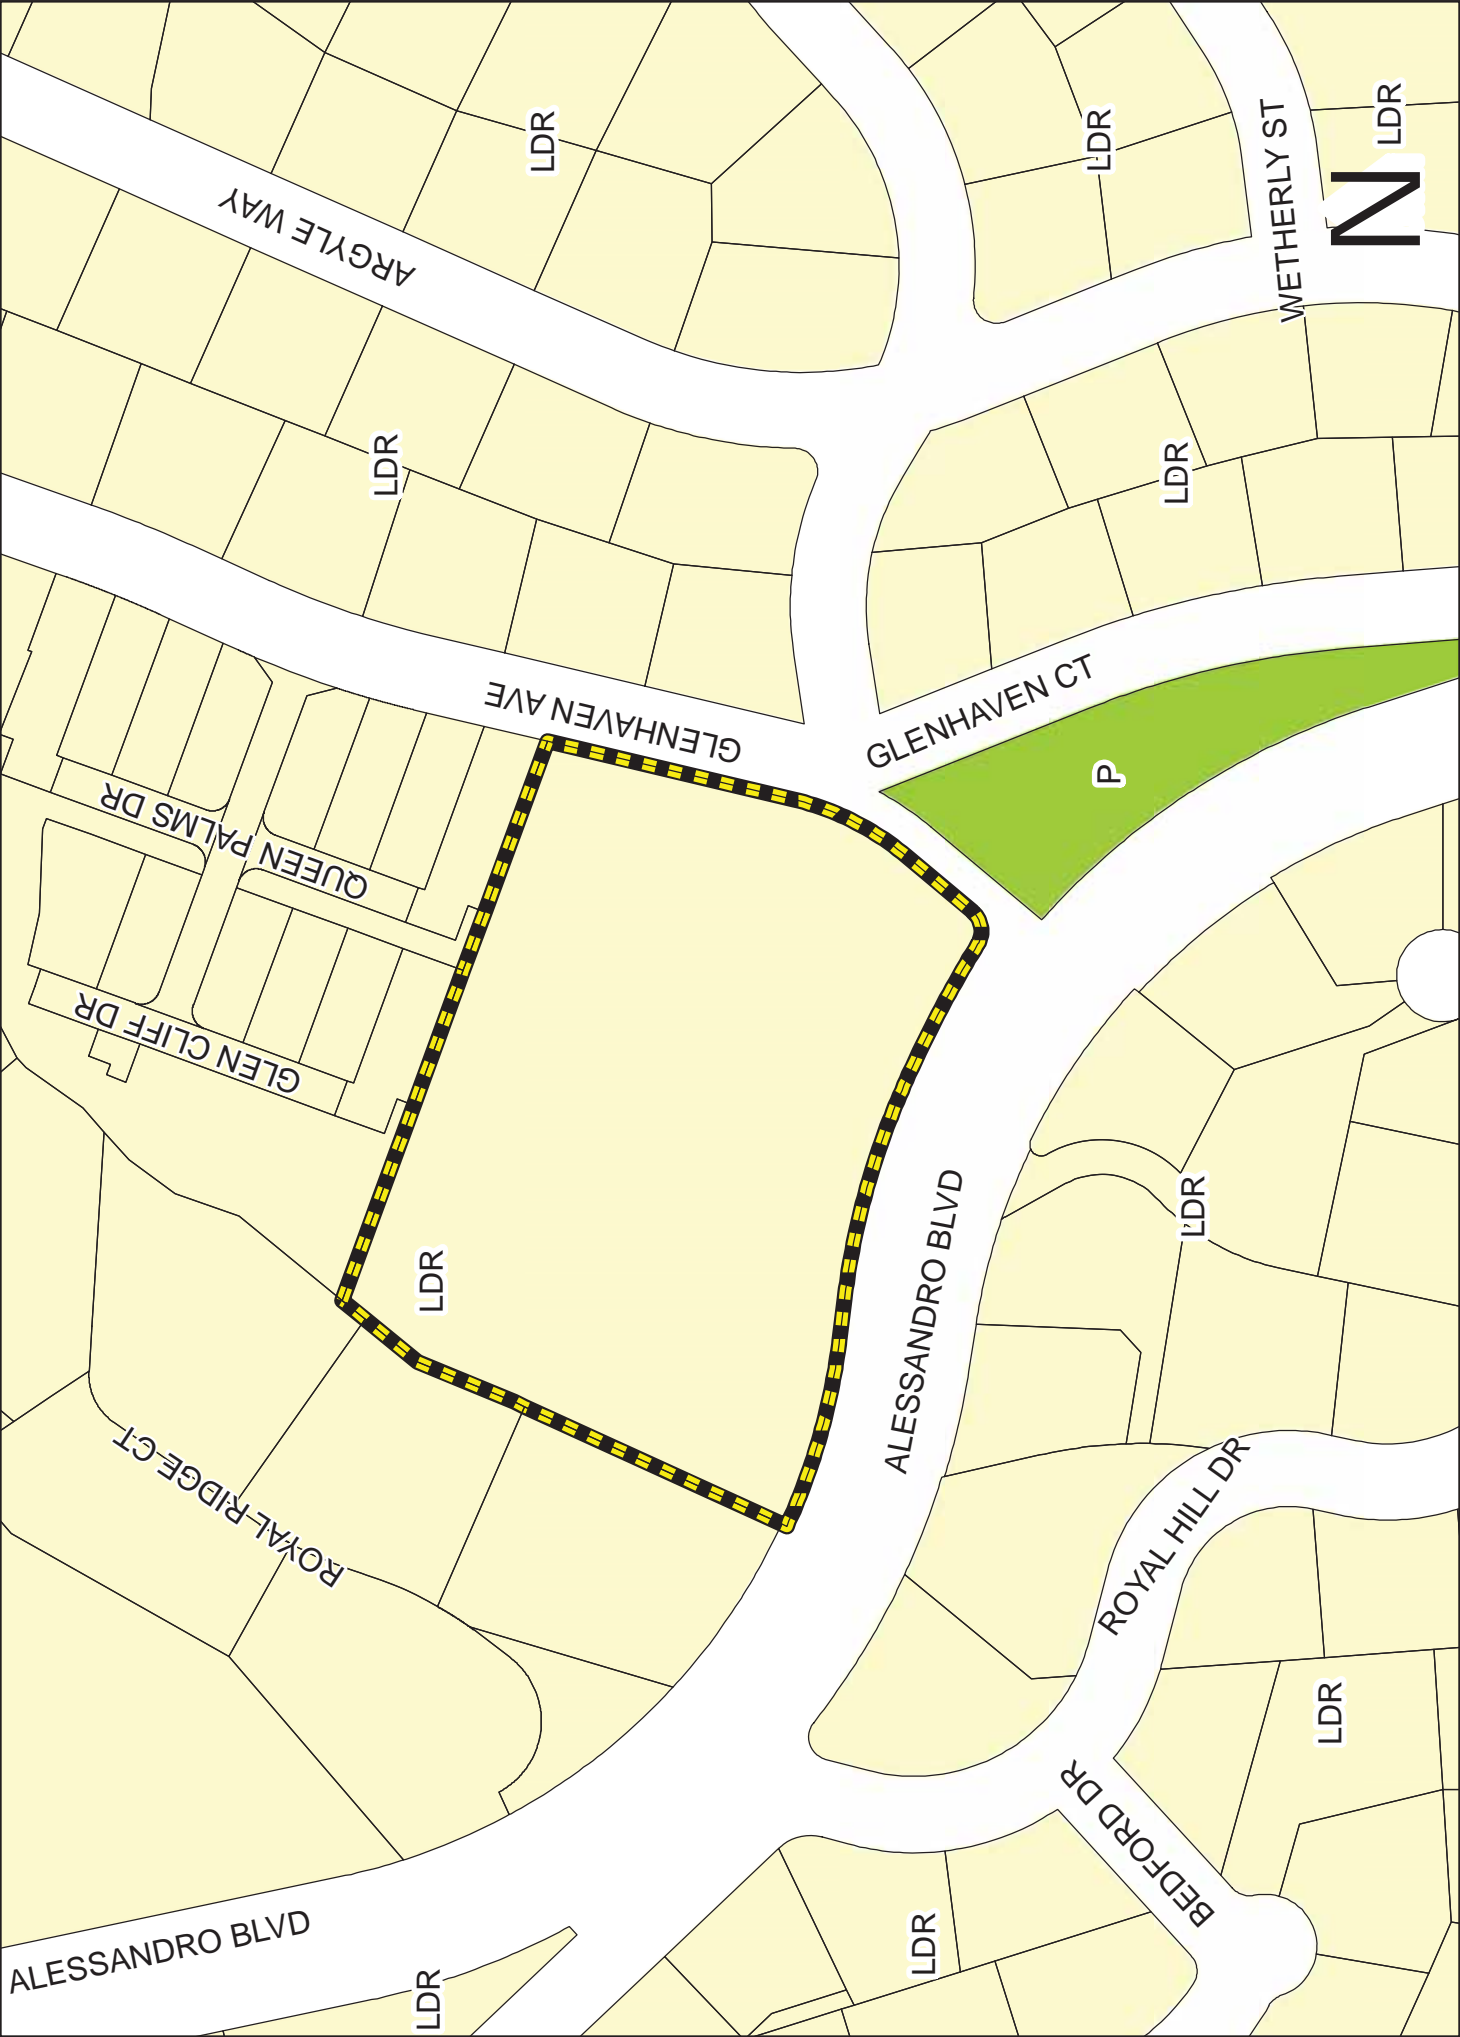 LDR
LDR
LDR
WETHERLY ST
N
ARGYLE WAY
LDR
LDR
GLENHAVEN AVE
GLENHAVEN CT
P
QUEEN PALMS DR
GLEN CLIFF DR
LDR
LDR
ALESSANDRO BLVD
ROYAL RIDGE CT
ROYAL HILL DR
LDR
BEDFORD DR
ALESSANDRO BLVD
LDR
LDR